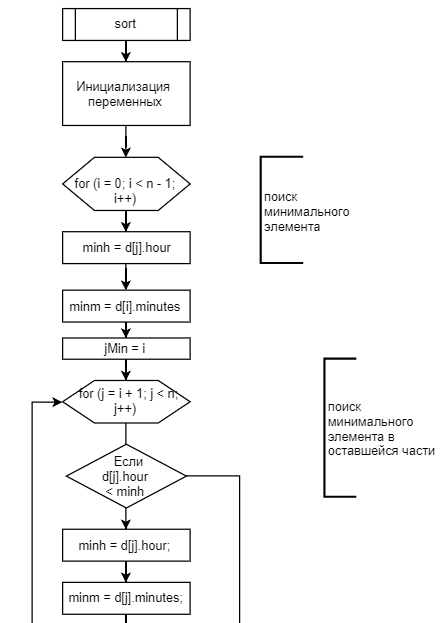 sort
Инициализация
переменных
for (i = 0; i < n - 1;
i++)
поиск
минимального
элемента
minh = d[j].hour
minm = d[i].minutes
jMin = i
for (j = i + 1; j < n;
j++)
поиск
минимального
элемента в
оставшейся части
Если
d[j].hour
< minh
minh = d[j].hour;
minm = d[j].minutes;